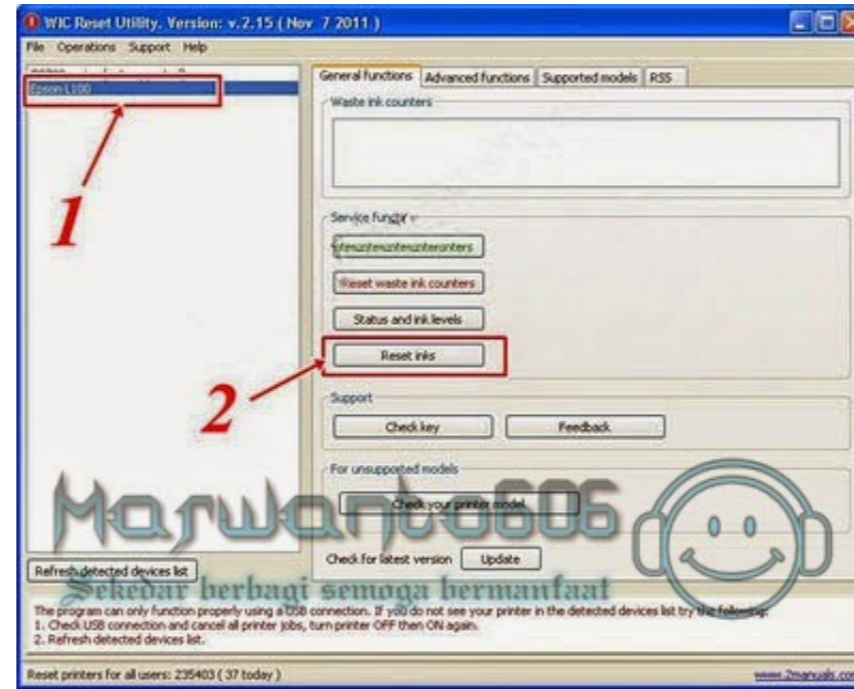 WIC Reset Utility. Version: v.2.15 ( Nov 7 2011 )
File Operations Support Help
Epson L100
1
General functions Advanced functions Supported models RSS
Waste ink counters
Service
Reset waste ink counters
Status and ink levels
Reset inks
2
Support
Check key Feedback
For unsupported models
Check your printer model
Marwanto606
Check for latest version Update
Refresh detected devices list
Sekedar berbagi semoga bermanfaat
The program can only function properly using a USB connection. If you do not see your printer in the detected devices list try the following:
1. Check USB connection and cancel all printer jobs, turn printer OFF then ON again.
2. Refresh detected devices list.
Reset printers for all users: 235403 ( 37 today )
www.2manuals.com